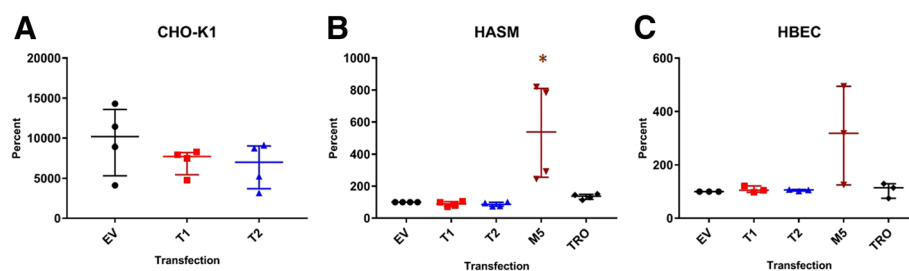 A
CHO-K1
Percent
20000
15000
10000
5000
0
EV
T1
T2
Transfection
B
HASM
*
Percent
1000
800
600
400
200
0
EV
T1
T2
M5
TRO
Transfection
C
HBEC
Percent
600
400
200
0
EV
T1
T2
M5
TRO
Transfection